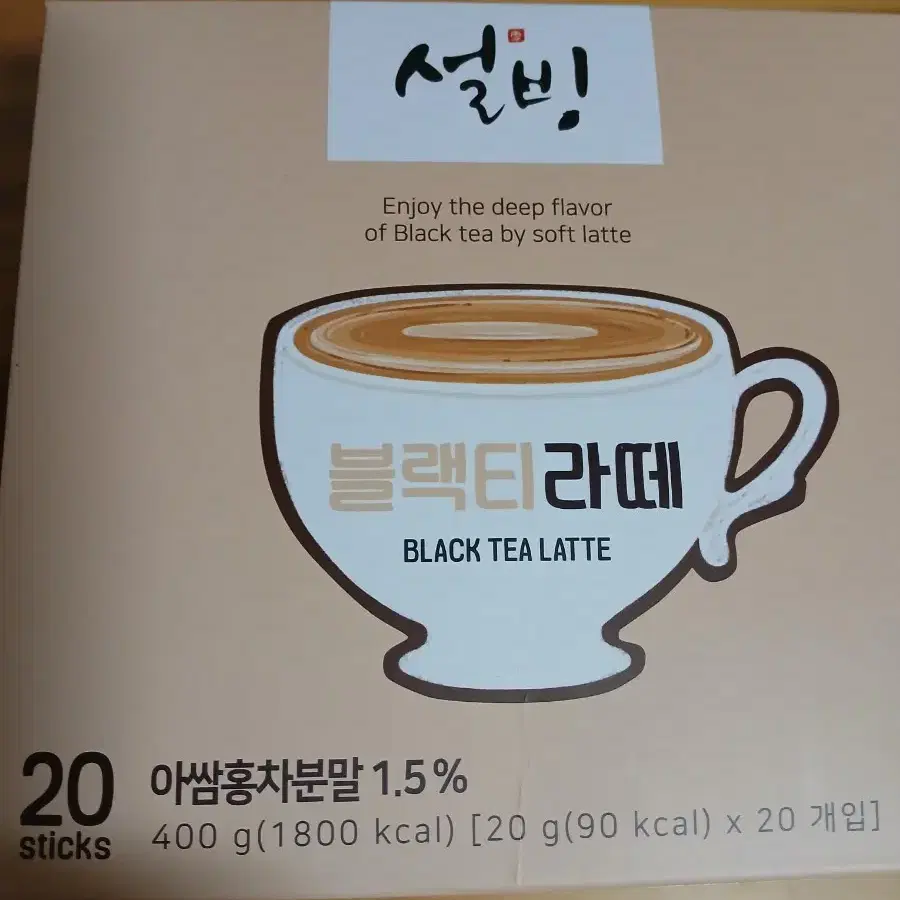 설빙
Enjoy the deep flavor
of Black tea by soft latte
블랙티라떼
BLACK TEA LATTE
20
sticks
아쌈홍차분말 1.5%
400 g(1800 kcal) [20 g(90 kcal) x 20 개입]